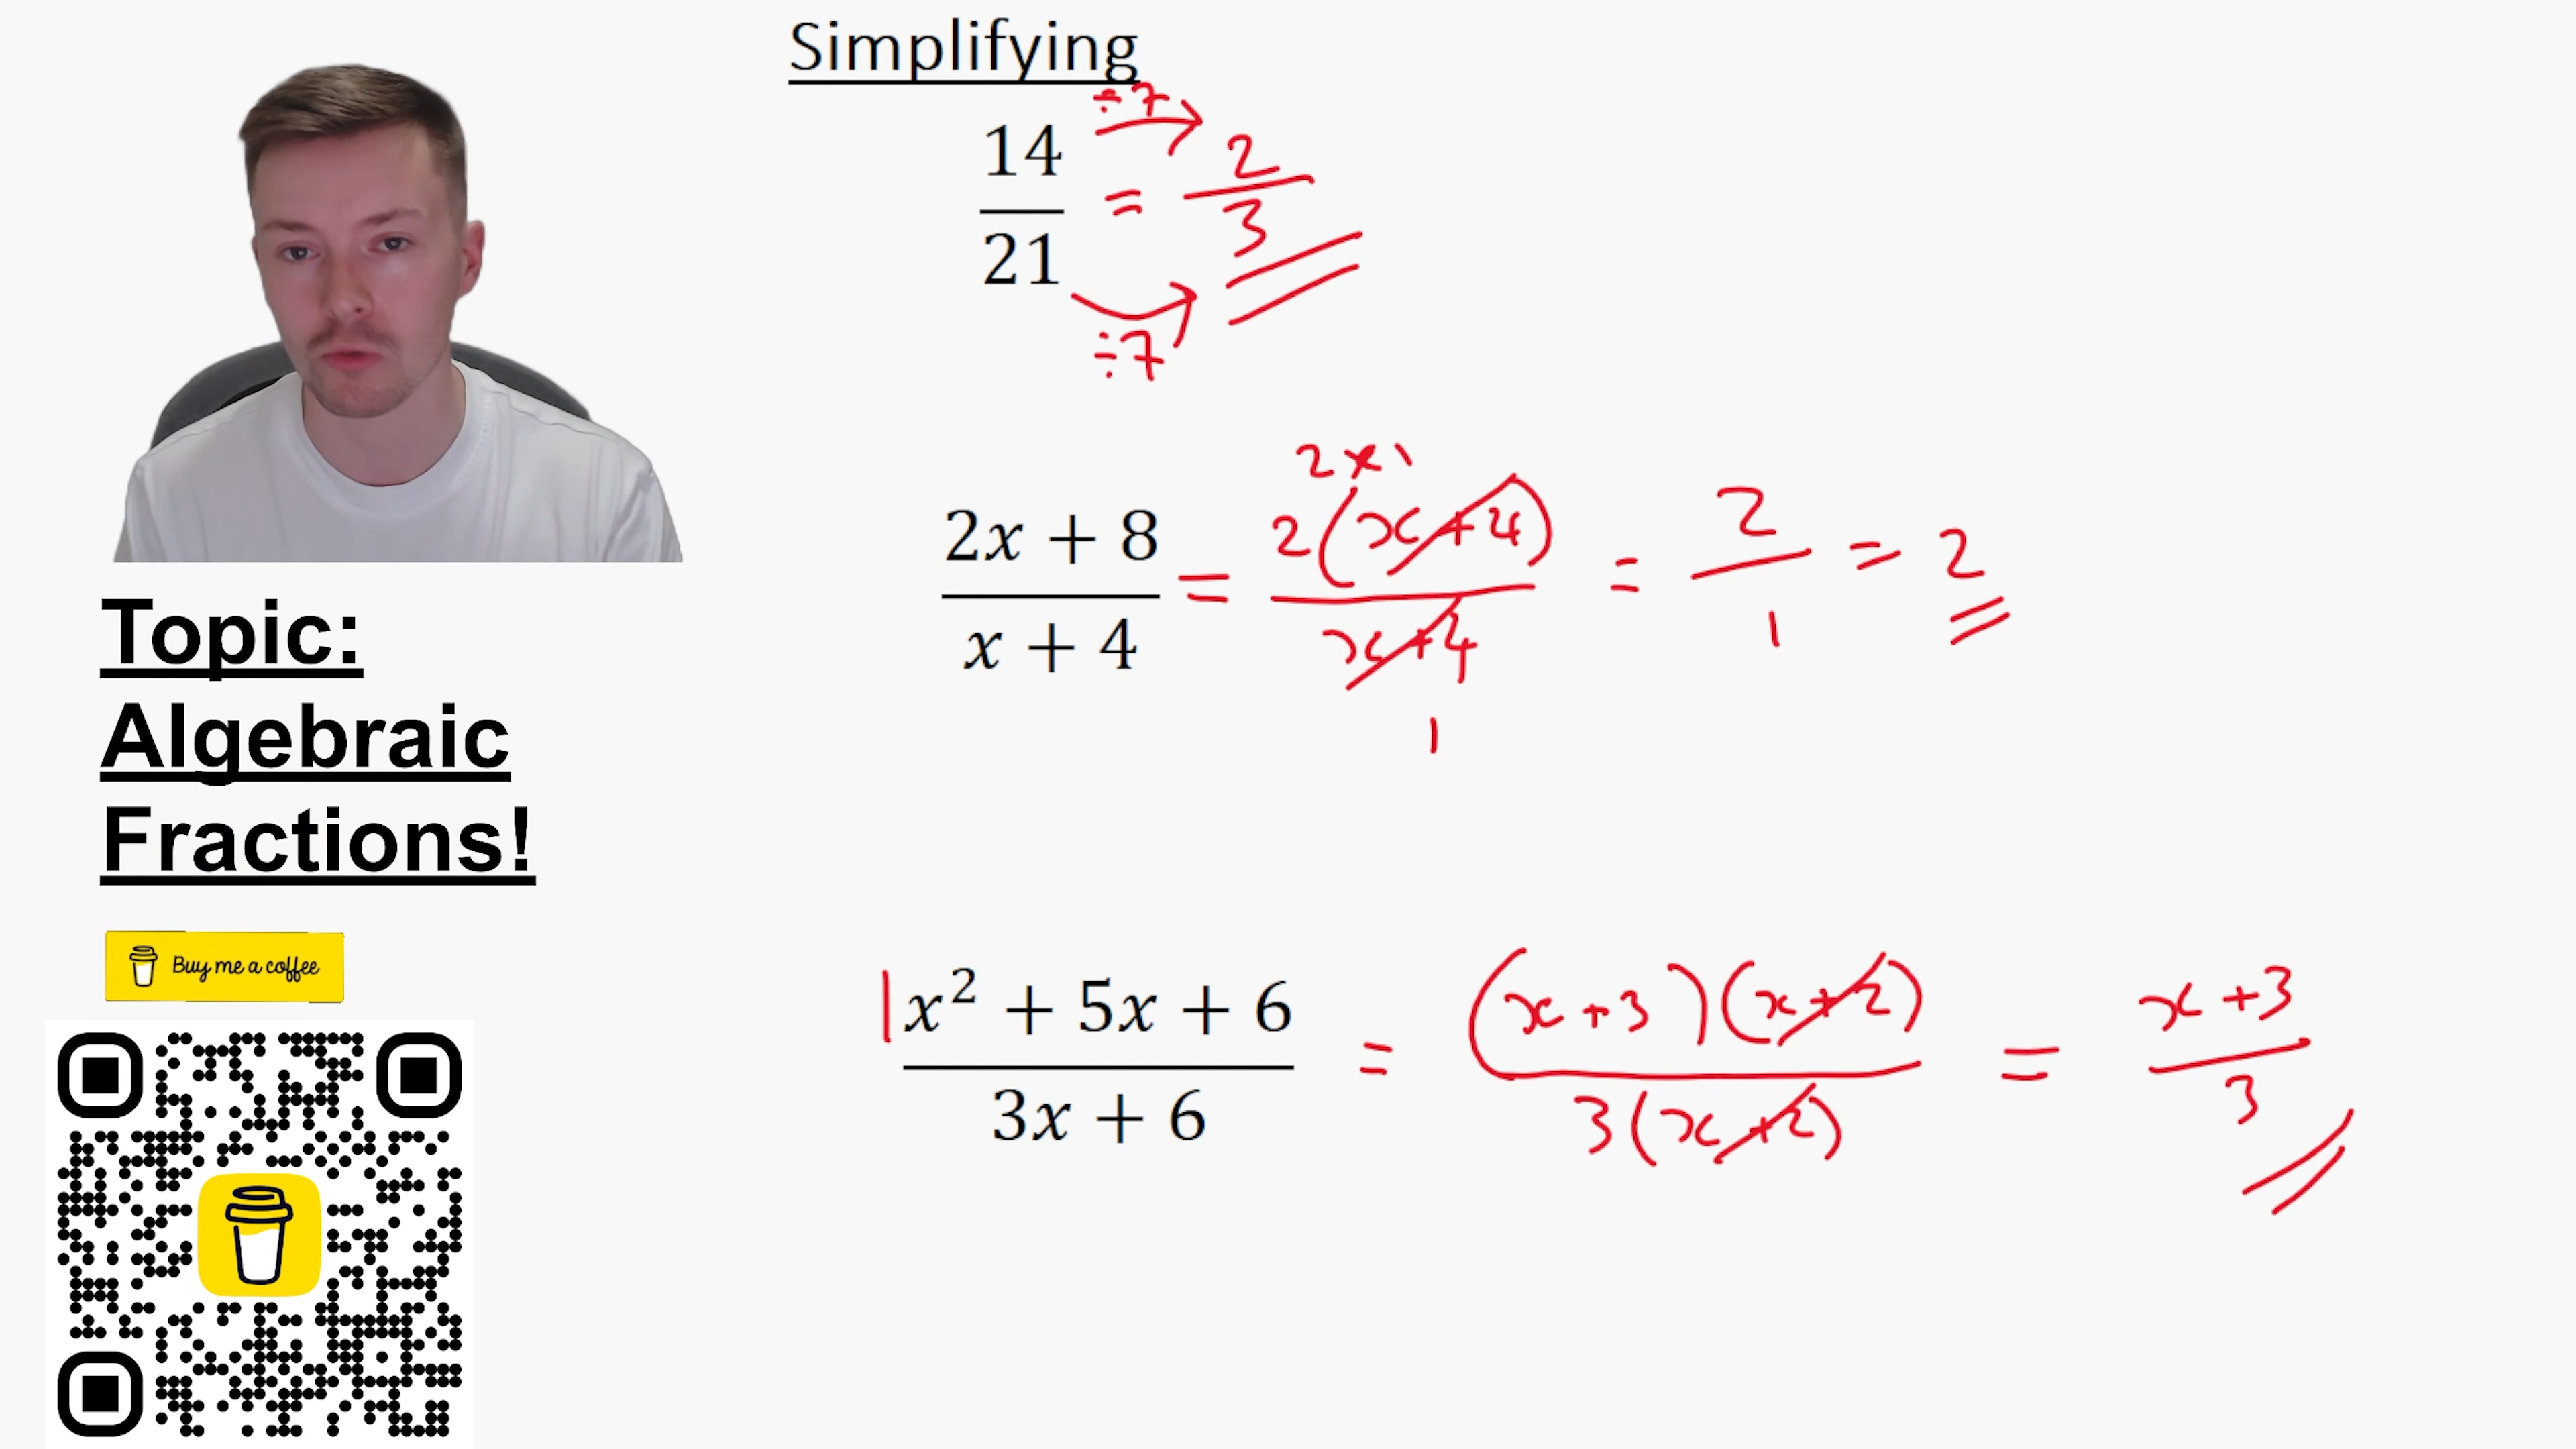 Simplifying
÷7
14/21 = 2/3
÷7
2×1
(2x + 8)/(x + 4) = 2(x+4)/(x+4) = 2/1 = 2
1
1x² + 5x + 6/(3x + 6) = (x+3)(x+2)/3(x+2) = (x+3)/3
Topic:
Algebraic
Fractions!
Buy me a coffee